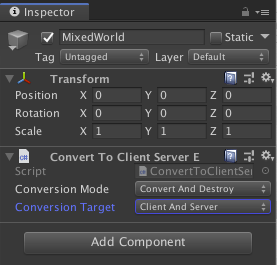 Inspector
MixedWorld Static
Tag Untagged Layer Default
Transform
Position X 0 Y 0 Z 0
Rotation X 0 Y 0 Z 0
Scale X 1 Y 1 Z 1
Convert To Client Server E
Script ConvertToClientSei
Conversion Mode Convert And Destroy
Conversion Target Client And Server
Add Component